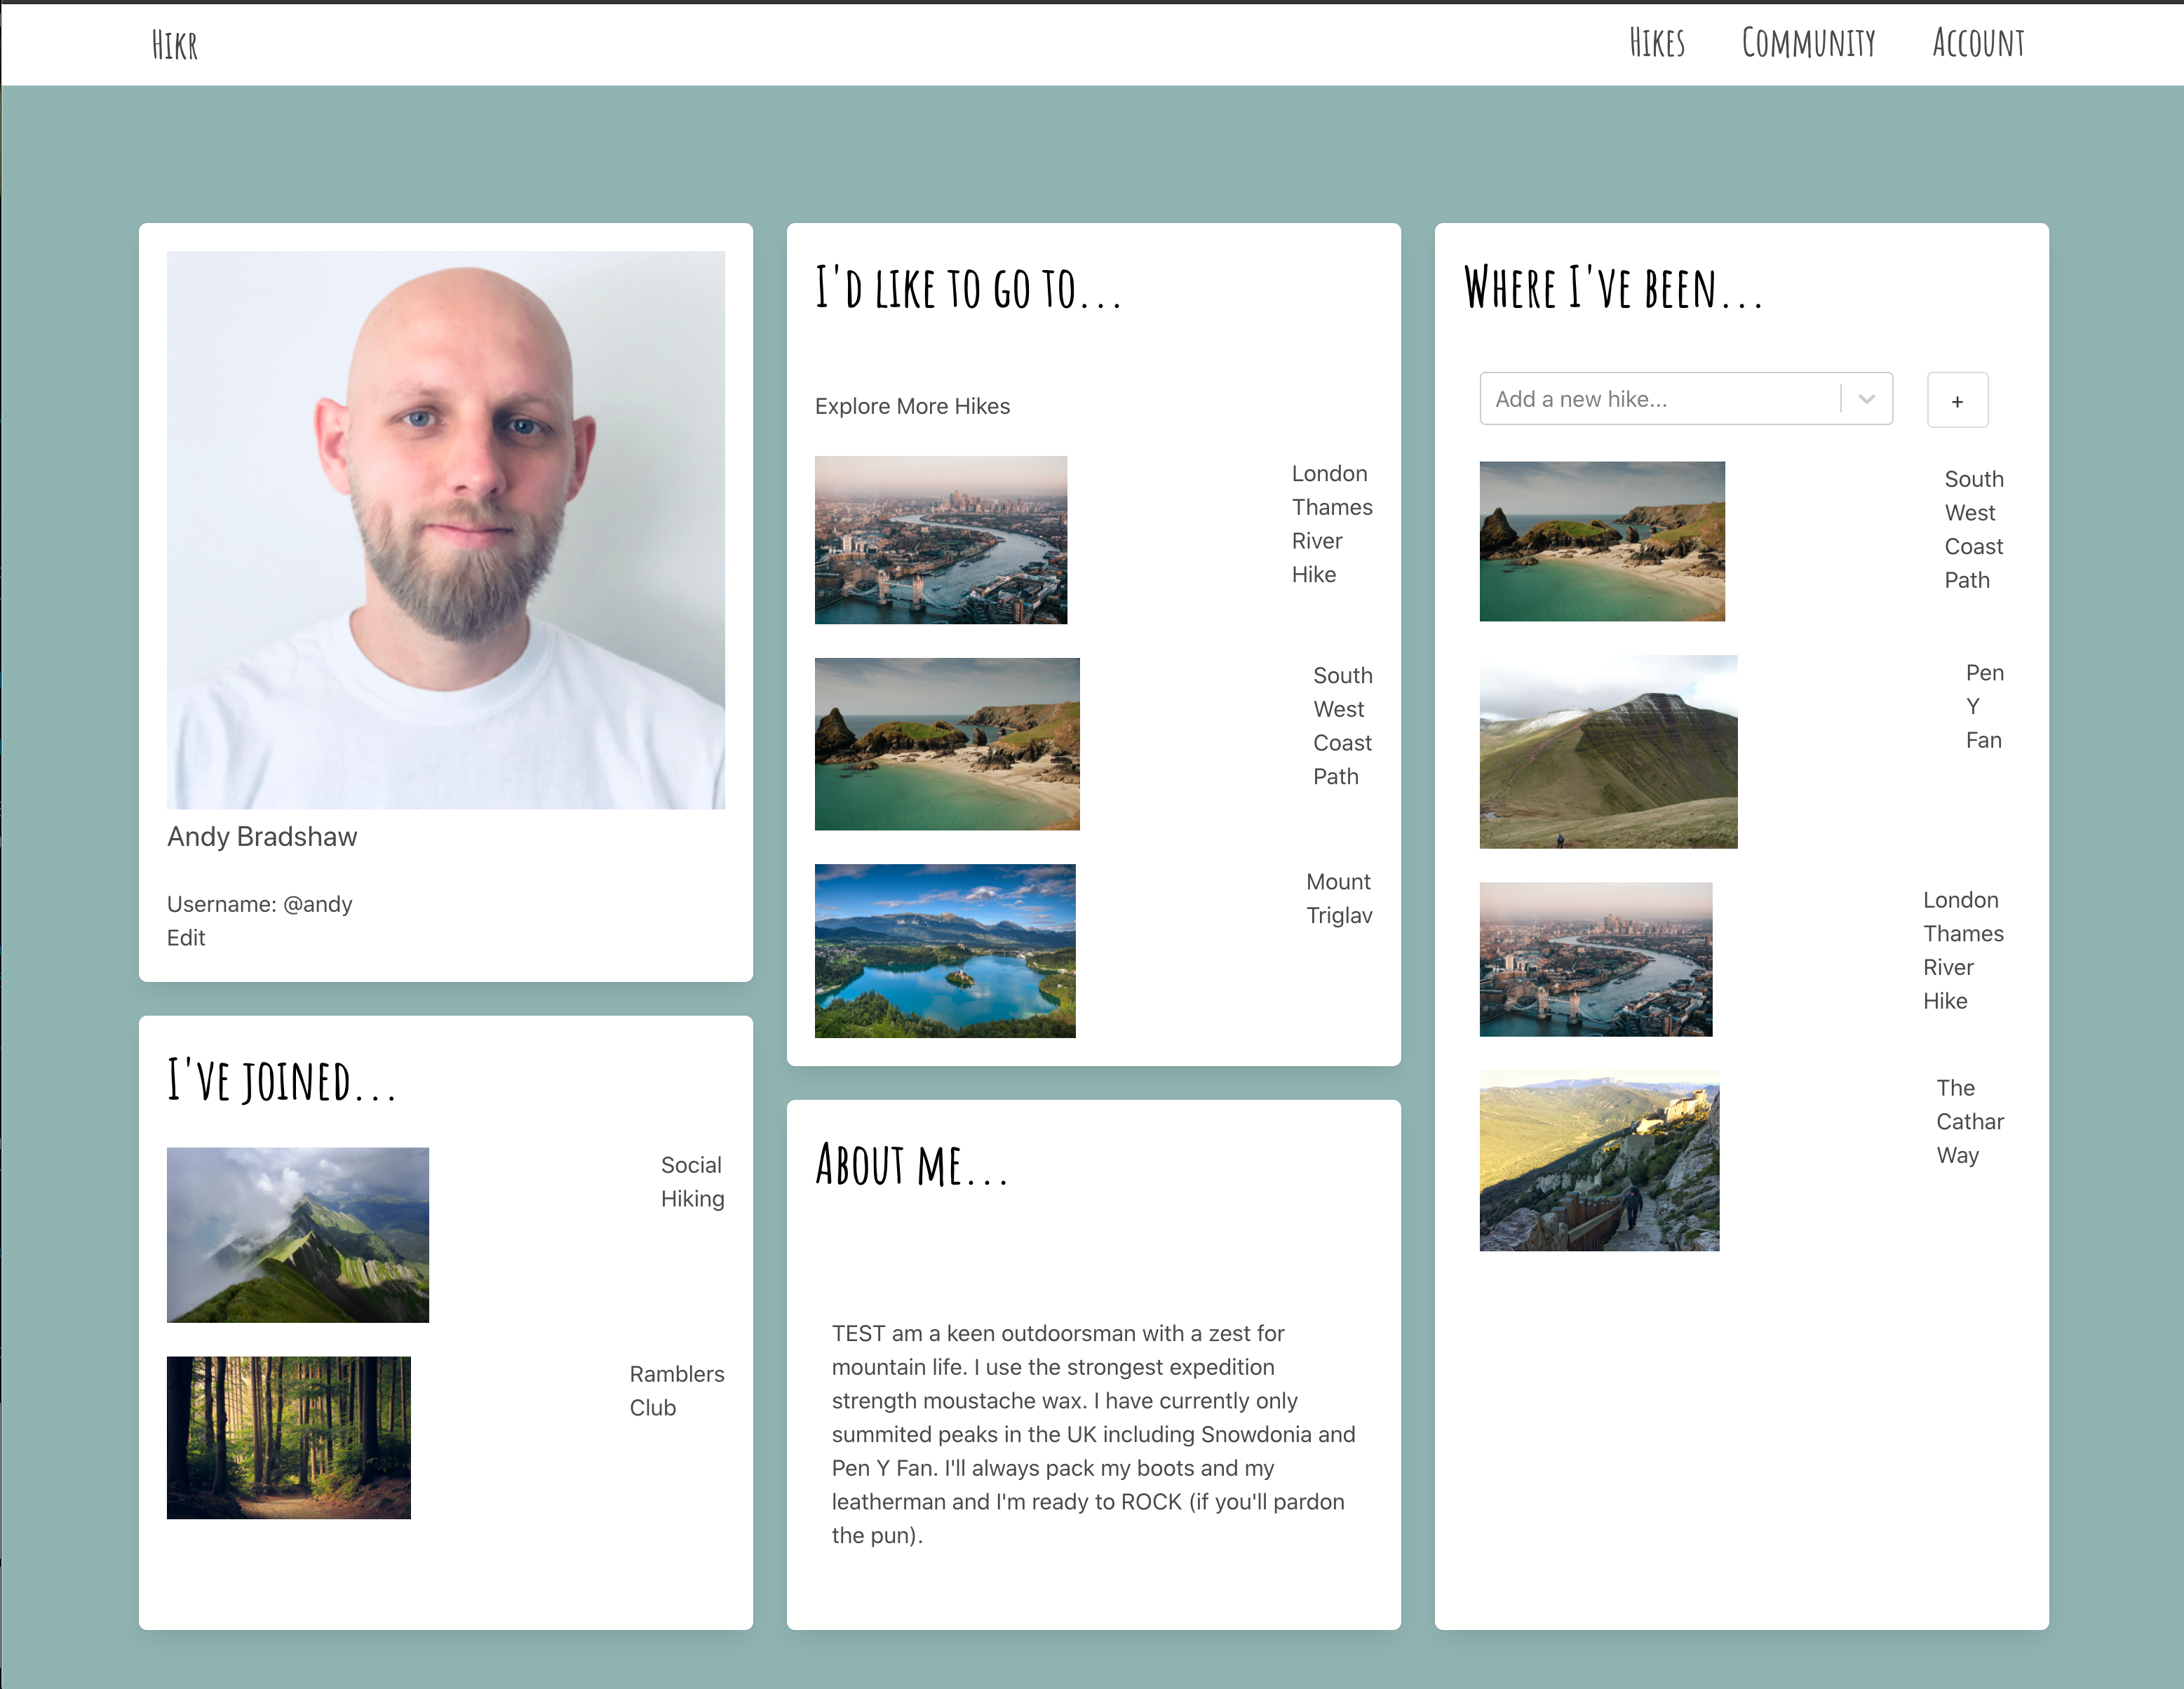 Hikr
Hikes Community Account
Andy Bradshaw
Username: @andy
Edit
I've joined...
Social
Hiking
Ramblers
Club
I'd like to go to...
Explore More Hikes
London
Thames
River
Hike
South
West
Coast
Path
Mount
Triglav
About me...
TEST am a keen outdoorsman with a zest for
mountain life. I use the strongest expedition
strength moustache wax. I have currently only
summited peaks in the UK including Snowdonia and
Pen Y Fan. I'll always pack my boots and my
leatherman and I'm ready to ROCK (if you'll pardon
the pun).
Where I've been...
Add a new hike...
+
South
West
Coast
Path
Pen
Y
Fan
London
Thames
River
Hike
The
Cathar
Way